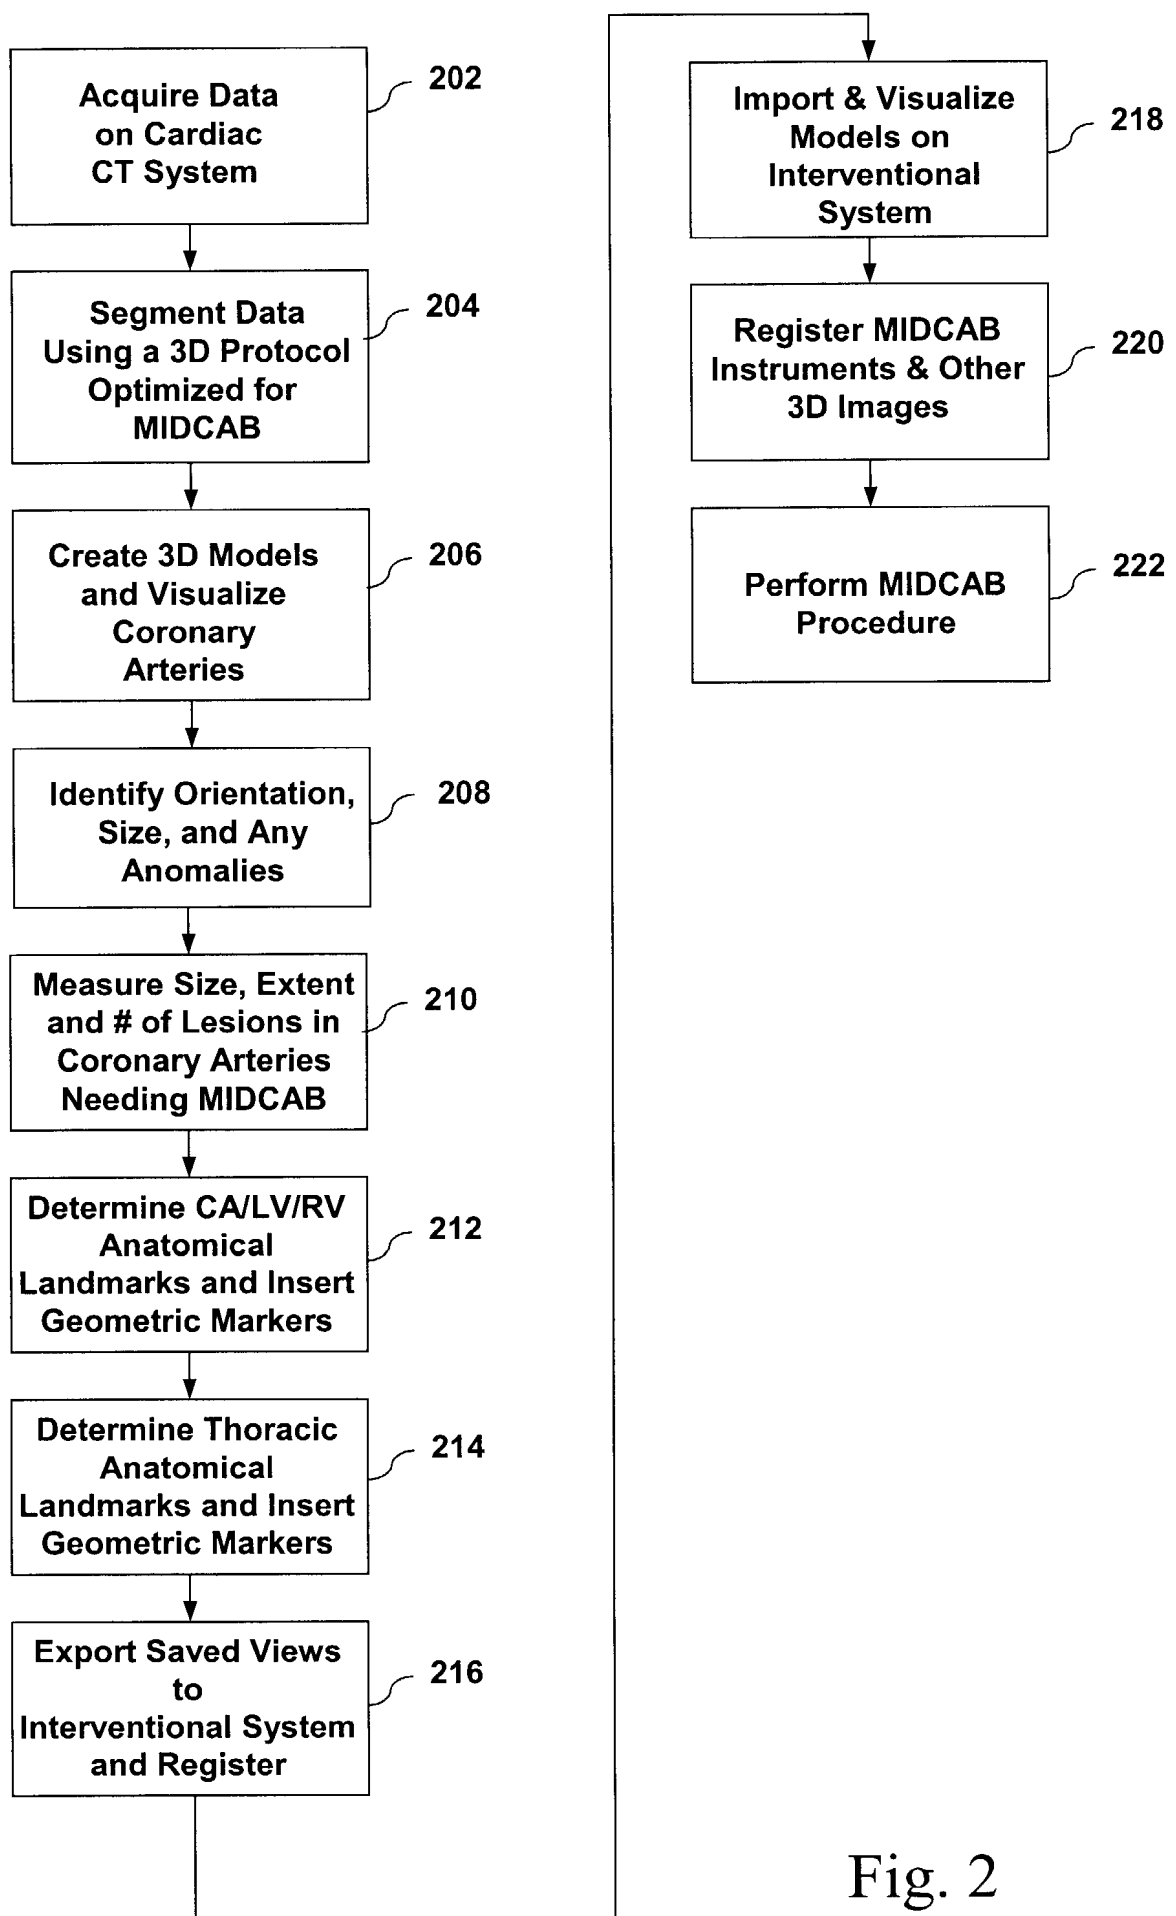 Acquire Data
on Cardiac
CT System
202
Segment Data
Using a 3D Protocol
Optimized for
MIDCAB
204
Create 3D Models
and Visualize
Coronary
Arteries
206
Identify Orientation,
Size, and Any
Anomalies
208
Measure Size, Extent
and # of Lesions in
Coronary Arteries
Needing MIDCAB
210
Determine CA/LV/RV
Anatomical
Landmarks and Insert
Geometric Markers
212
Determine Thoracic
Anatomical
Landmarks and Insert
Geometric Markers
214
Export Saved Views
to
Interventional System
and Register
216
Import & Visualize
Models on
Interventional
System
218
Register MIDCAB
Instruments & Other
3D Images
220
Perform MIDCAB
Procedure
222
Fig. 2